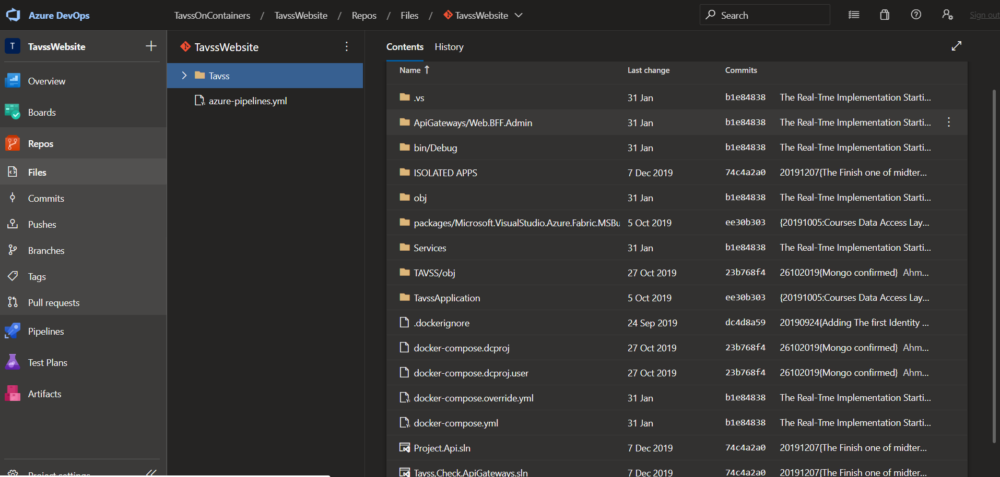 Azure DevOps
TavssOnContainers / TavssWebsite / Repos / Files / TavssWebsite
Search
Sign out
T TavssWebsite
Overview
Boards
Repos
Files
Commits
Pushes
Branches
Tags
Pull requests
Pipelines
Test Plans
Artifacts
Project settings
TavssWebsite
Tavss
azure-pipelines.yml
Contents History
Name Last change Commits
.vs 31 Jan b1e84838 The Real-Tme Implementation Starti...
ApiGateways/Web.BFF.Admin 31 Jan b1e84838 The Real-Tme Implementation Starti...
bin/Debug 31 Jan b1e84838 The Real-Tme Implementation Starti...
ISOLATED APPS 7 Dec 2019 74c4a2a0 20191207{The Finish one of midter...
obj 31 Jan b1e84838 The Real-Tme Implementation Starti...
packages/Microsoft.VisualStudio.Azure.Fabric.MSBu 5 Oct 2019 ee30b303 {20191005:Courses Data Access Lay...
Services 31 Jan b1e84838 The Real-Tme Implementation Starti...
TAVSS/obj 27 Oct 2019 23b768f4 26102019{Mongo confirmed} Ahm...
TavssApplication 5 Oct 2019 ee30b303 {20191005:Courses Data Access Lay...
.dockerignore 24 Sep 2019 dc4d8a59 20190924{Adding The first Identity ...
docker-compose.dcproj 27 Oct 2019 23b768f4 26102019{Mongo confirmed} Ahm...
docker-compose.dcproj.user 27 Oct 2019 23b768f4 26102019{Mongo confirmed} Ahm...
docker-compose.override.yml 31 Jan b1e84838 The Real-Tme Implementation Starti...
docker-compose.yml 31 Jan b1e84838 The Real-Tme Implementation Starti...
Project.Api.sln 7 Dec 2019 74c4a2a0 20191207{The Finish one of midter...
Tavss.Check.ApiGateways.sln 7 Dec 2019 74c4a2a0 20191207{The Finish one of midter...